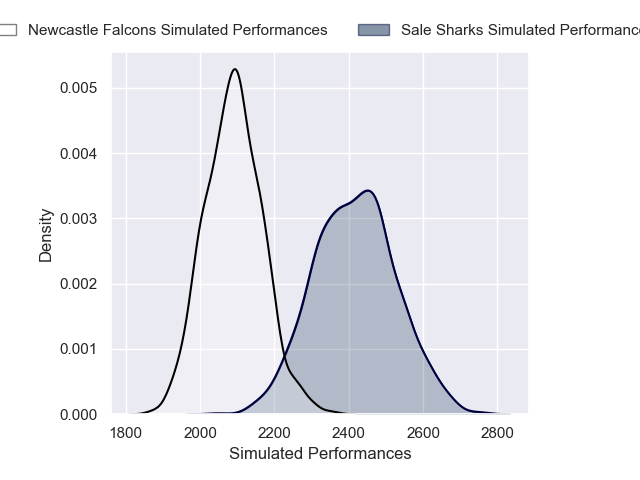 Newcastle Falcons Simulated Performances
Sale Sharks Simulated Performance
0.005
0.004
0.003
0.002
0.001
0.000
Density
1800 2000 2200 2400 2600 2800
Simulated Performances